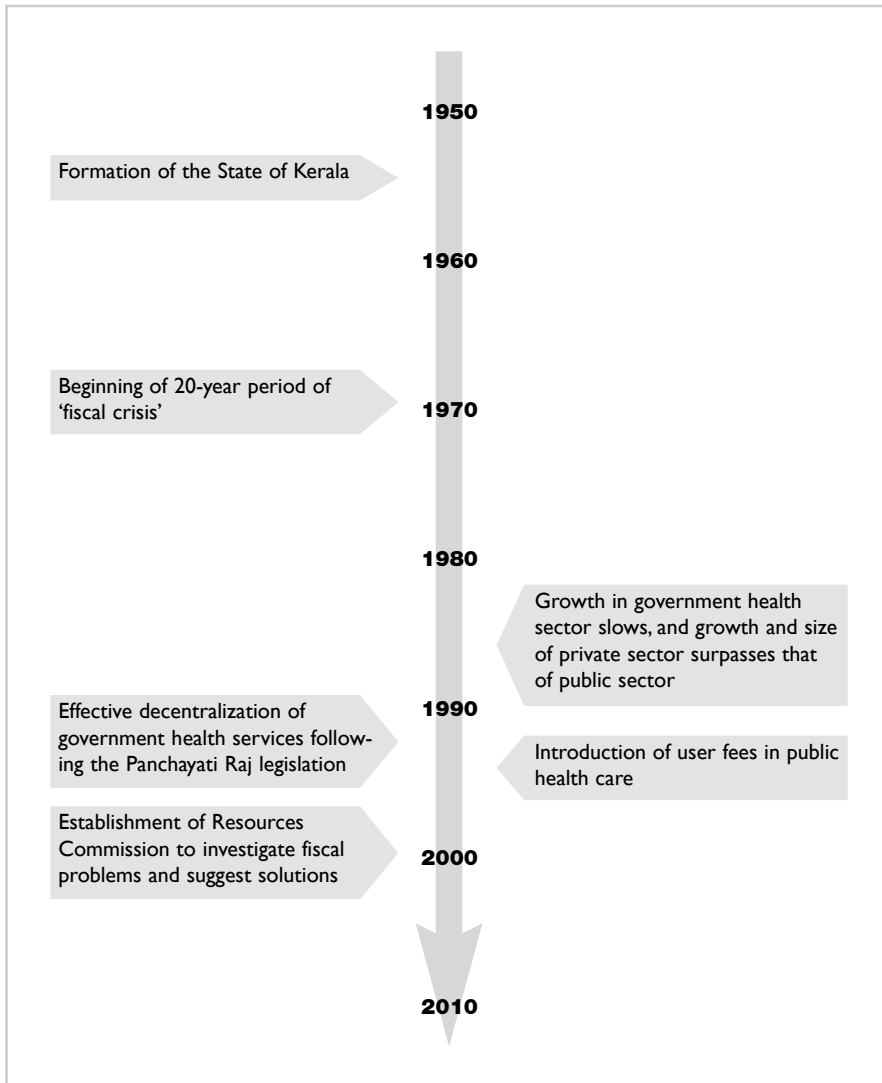 1950
Formation of the State of Kerala
1960
Beginning of 20-year period of
‘fiscal crisis’
1970
1980
Growth in government health
sector slows, and growth and size
of private sector surpasses that
of public sector
Effective decentralization of
government health services follow-
ing the Panchayati Raj legislation
1990
Introduction of user fees in public
health care
Establishment of Resources
Commission to investigate fiscal
problems and suggest solutions
2000
2010